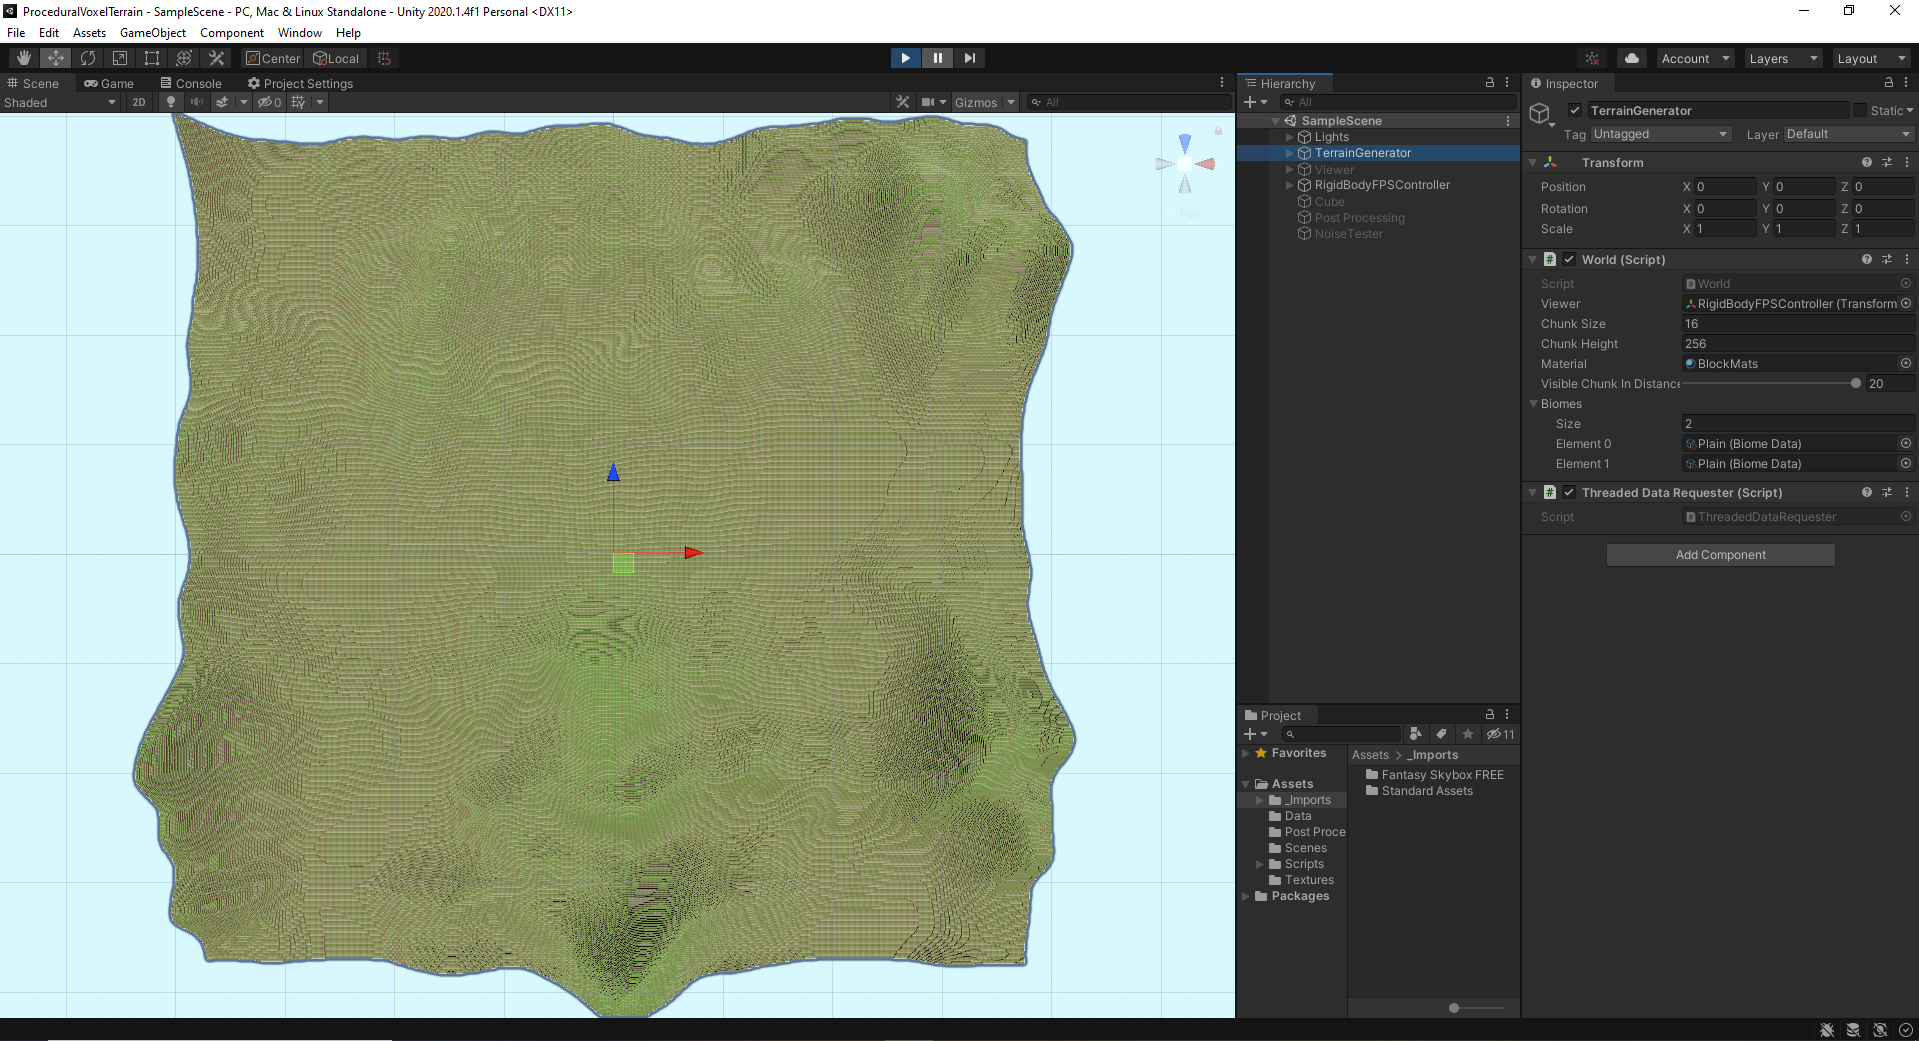 ProceduralVoxelTerrain - SampleScene - PC, Mac & Linux Standalone - Unity 2020.1.4f1 Personal <DX11>
File Edit Assets GameObject Component Window Help
Center Local Account Layers Layout
Scene Game Console Project Settings
Shaded 2D 0 Gizmos All
Top
Hierarchy
All
SampleScene
Lights
TerrainGenerator
Viewer
RigidBodyFPSController
Cube
Post Processing
NoiseTester
Project
11
Favorites
Assets
_Imports
Data
Post Proce
Scenes
Scripts
Textures
Packages
Assets > _Imports
Fantasy Skybox FREE
Standard Assets
Inspector
TerrainGenerator Static
Tag Untagged Layer Default
Transform
Position X 0 Y 0 Z 0
Rotation X 0 Y 0 Z 0
Scale X 1 Y 1 Z 1
# World (Script)
Script World
Viewer RigidBodyFPSController (Transform
Chunk Size 16
Chunk Height 256
Material BlockMats
Visible Chunk In Distance 20
Biomes
Size 2
Element 0 Plain (Biome Data)
Element 1 Plain (Biome Data)
# Threaded Data Requester (Script)
Script ThreadedDataRequester
Add Component